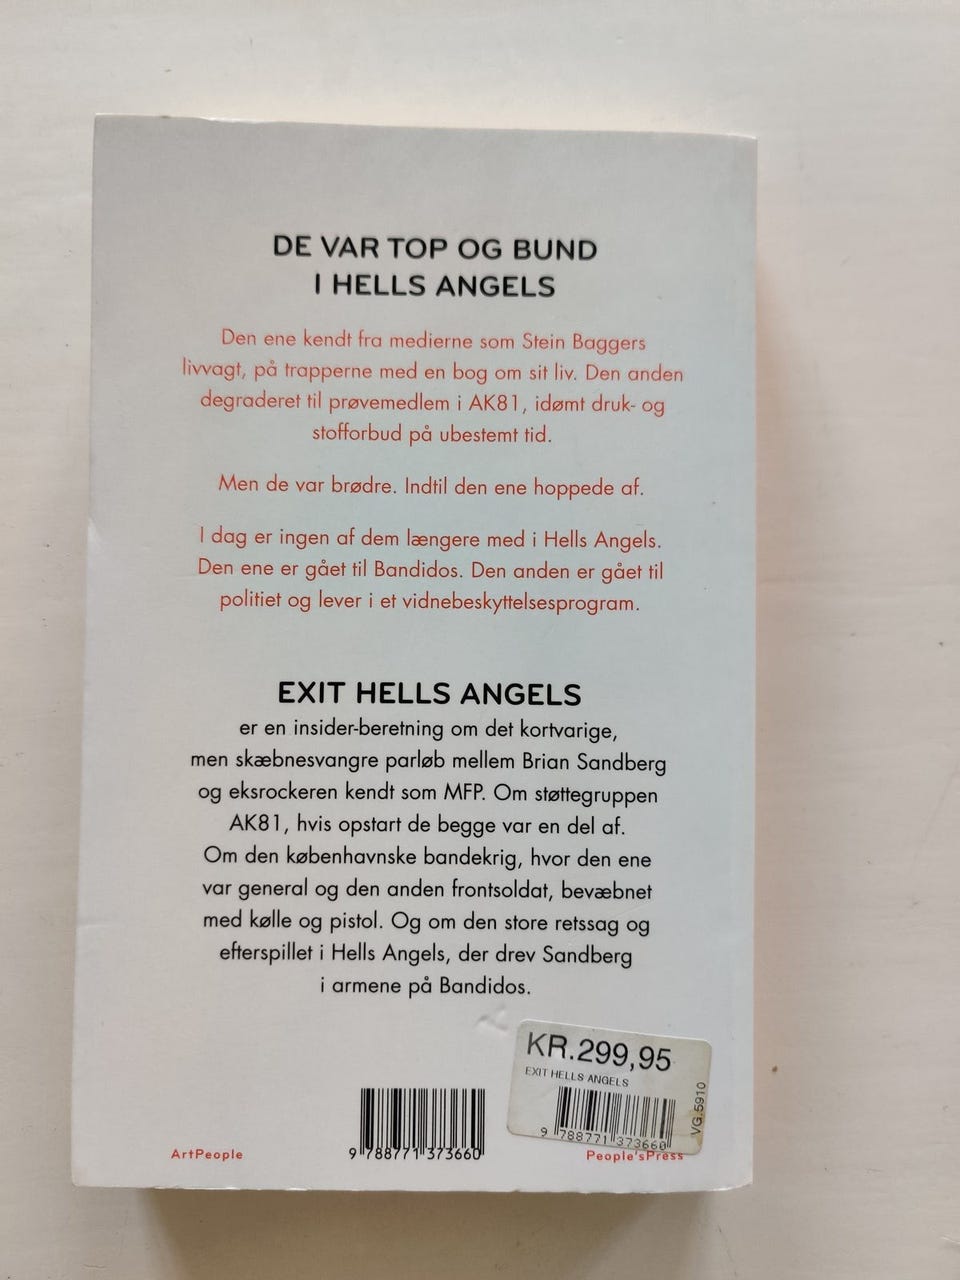 DE VAR TOP OG BUND
I HELLS ANGELS
Den ene kendt fra medierne som Stein Baggers
livvagt, på trapperne med en bog om sit liv. Den anden
degraderet til prøvemedlem i AK81, idømt druk- og
stofforbud på ubestemt tid.
Men de var brødre. Indtil den ene hoppede af.
I dag er ingen af dem længere med i Hells Angels.
Den ene er gået til Bandidos. Den anden er gået til
politiet og lever i et vidnebeskyttelsesprogram.
EXIT HELLS ANGELS
er en insider-beretning om det kortvarige,
men skæbnesvangre parløb mellem Brian Sandberg
og eksrockeren kendt som MFP. Om støttegruppen
AK81, hvis opstart de begge var en del af.
Om den københavnske bandekrig, hvor den ene
var general og den anden frontsoldat, bevæbnet
med kølle og pistol. Og om den store retssag og
efterspillet i Hells Angels, der drev Sandberg
i armene på Bandidos.
KR.299,95
EXIT HELLS ANGELS
9 788771 373660
VG.5910
ArtPeople
9 788771 373660
People'sPress